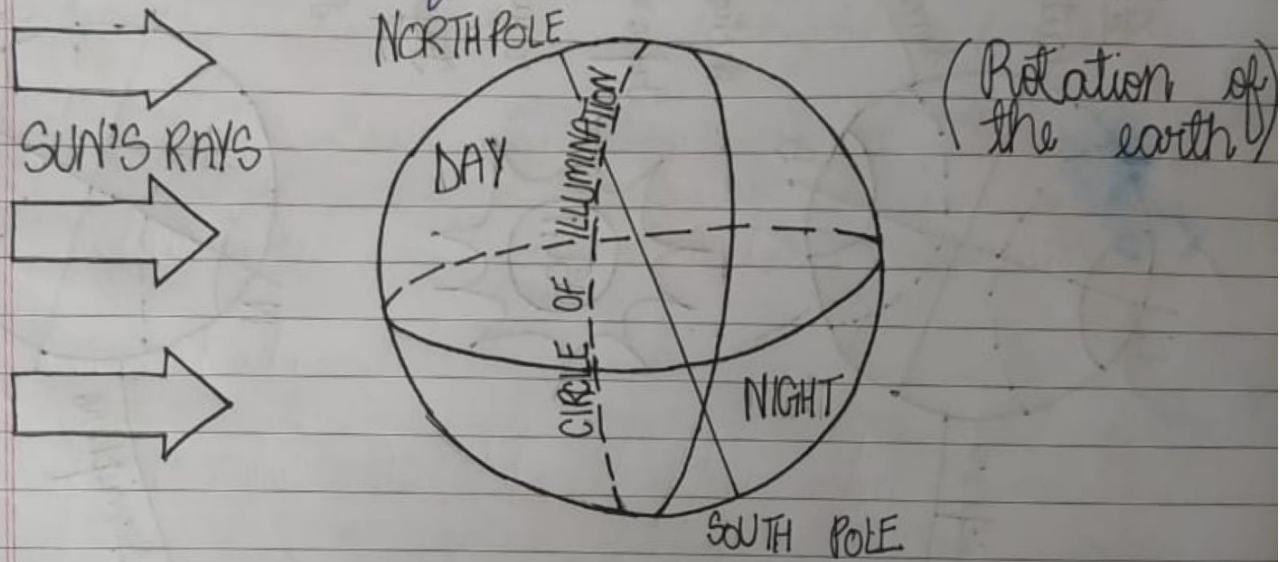 NORTH POLE
(Rotation of
the earth)
SUN'S RAYS
DAY
CIRCLE OF ILLUMINATION
NIGHT
SOUTH POLE